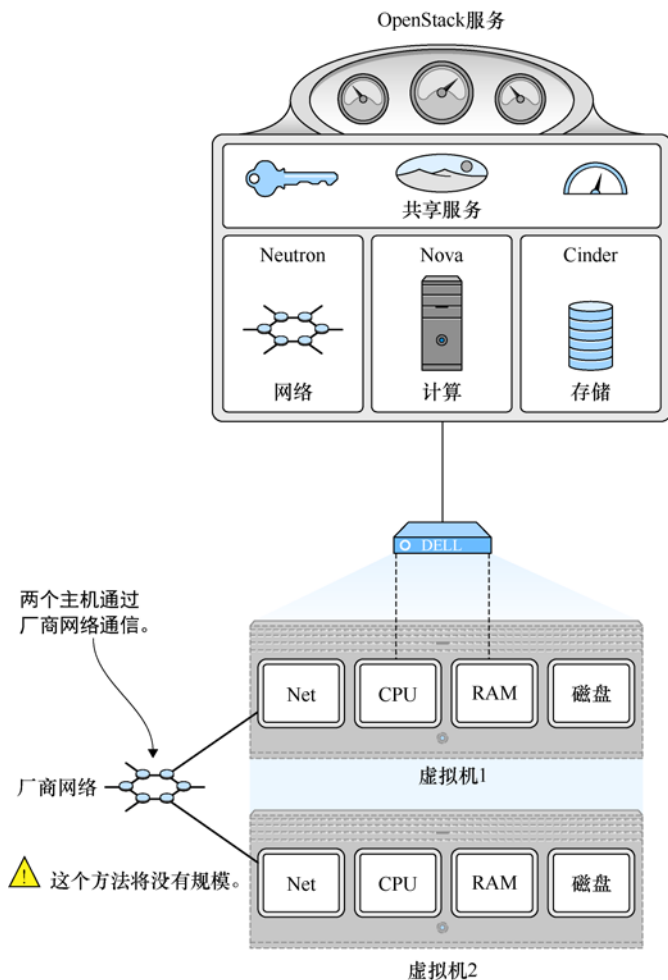 OpenStack服务
共享服务
Neutron
网络
Nova
计算
Cinder
存储
DELL
两个主机通过
厂商网络通信。
Net
CPU
RAM
磁盘
虚拟机1
厂商网络
这个方法将没有规模。
Net
CPU
RAM
磁盘
虚拟机2